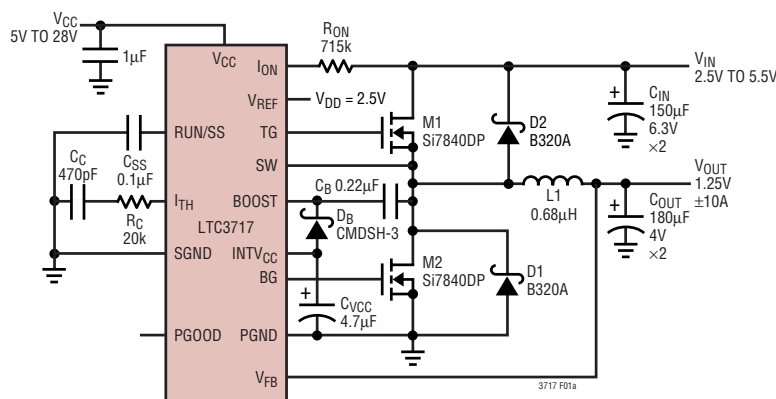 VCC
5V TO 28V
1µF
VCC
ION
RON
715k
VIN
2.5V TO 5.5V
VREF
VDD = 2.5V
CIN
150µF
6.3V
×2
RUN/SS
TG
M1
Si7840DP
D2
B320A
CSS
0.1µF
SW
CC
470pF
ITH
RC
20k
BOOST
CB 0.22µF
L1
0.68µH
VOUT
1.25V
±10A
LTC3717
DB
CMDSH-3
COUT
180µF
4V
×2
SGND
INTVCC
BG
M2
Si7840DP
D1
B320A
CVCC
4.7µF
PGOOD
PGND
VFB
3717 F01a
+
+
+